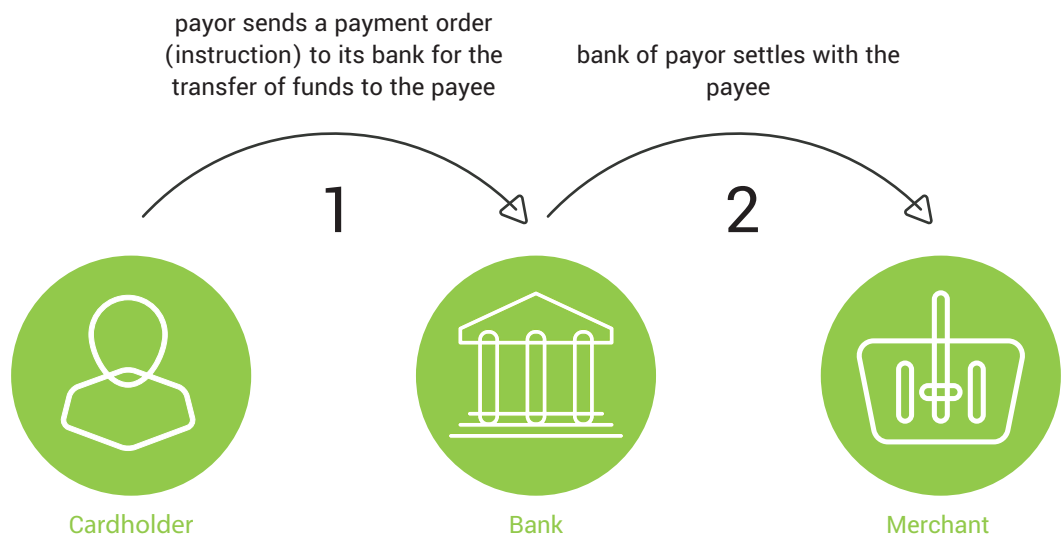 payor sends a payment order
(instruction) to its bank for the
transfer of funds to the payee
bank of payor settles with the
payee
1
2
Cardholder
Bank
Merchant